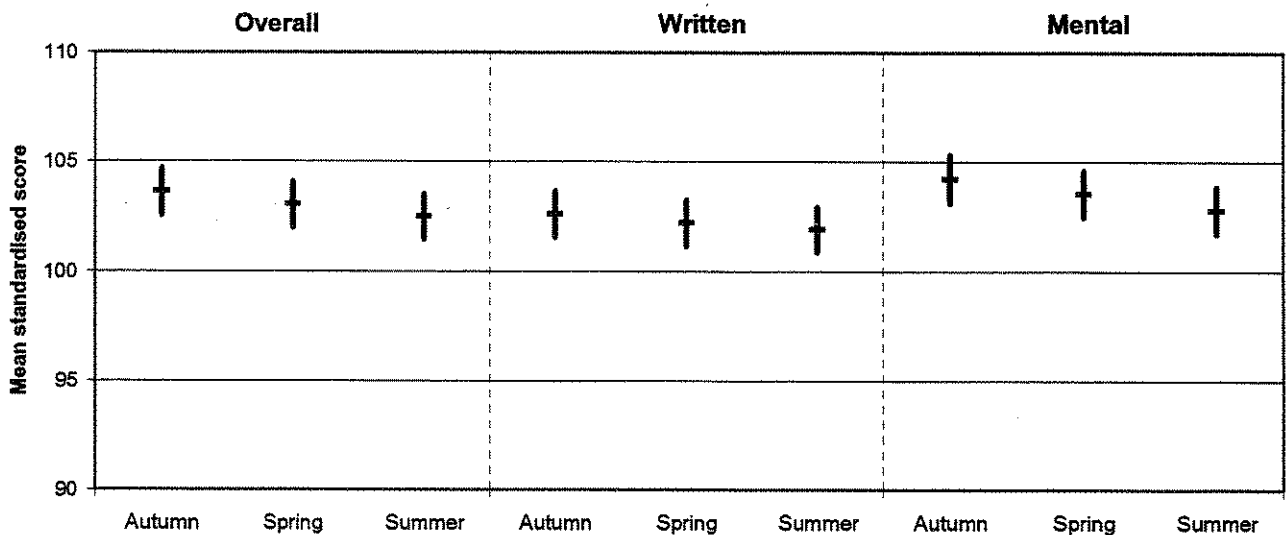 Overall Written Mental
110
105
100
95
90
Mean standardised score
Autumn Spring Summer Autumn Spring Summer Autumn Spring Summer